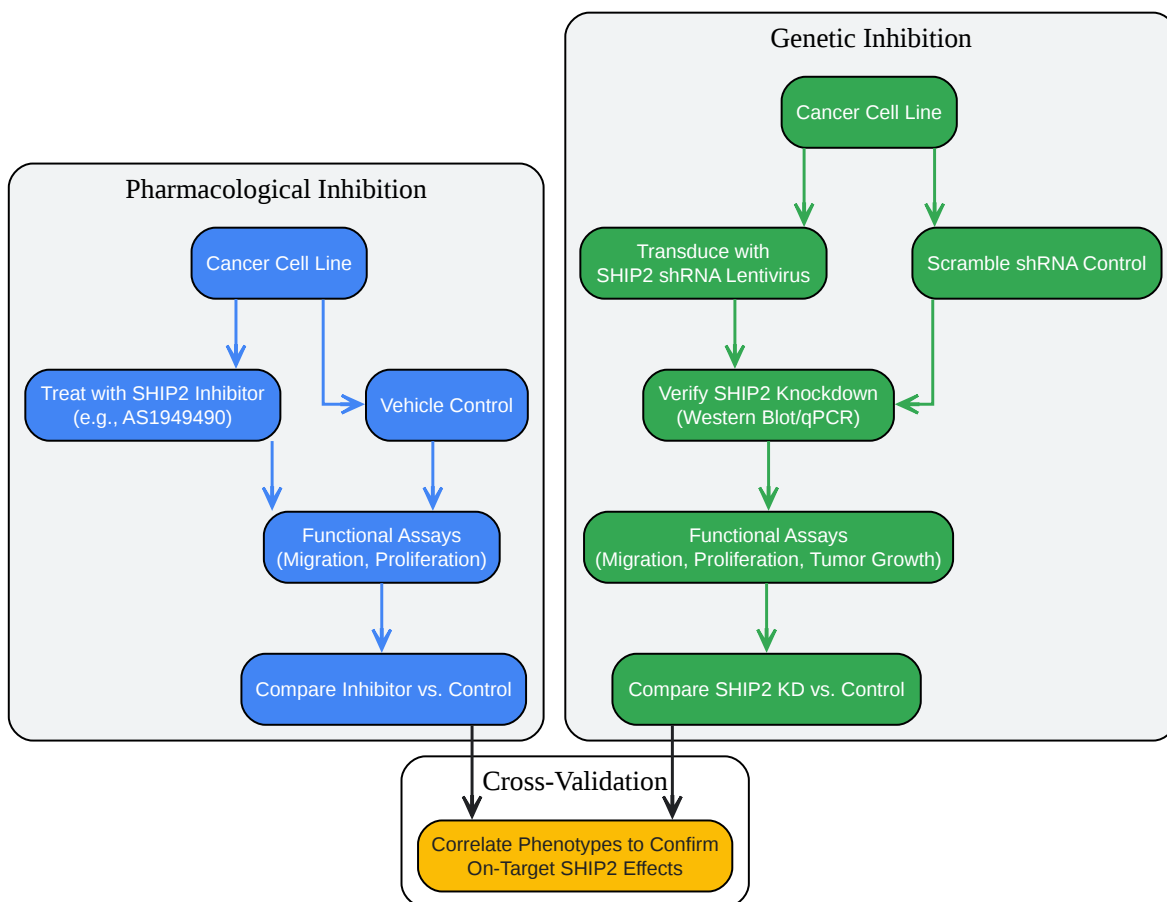 Pharmacological Inhibition
Cancer Cell Line
Treat with SHIP2 Inhibitor
(e.g., AS1949490)
Vehicle Control
Functional Assays
(Migration, Proliferation)
Compare Inhibitor vs. Control
Genetic Inhibition
Cancer Cell Line
Transduce with
SHIP2 shRNA Lentivirus
Scramble shRNA Control
Verify SHIP2 Knockdown
(Western Blot/qPCR)
Functional Assays
(Migration, Proliferation, Tumor Growth)
Compare SHIP2 KD vs. Control
Cross-Validation
Correlate Phenotypes to Confirm
On-Target SHIP2 Effects